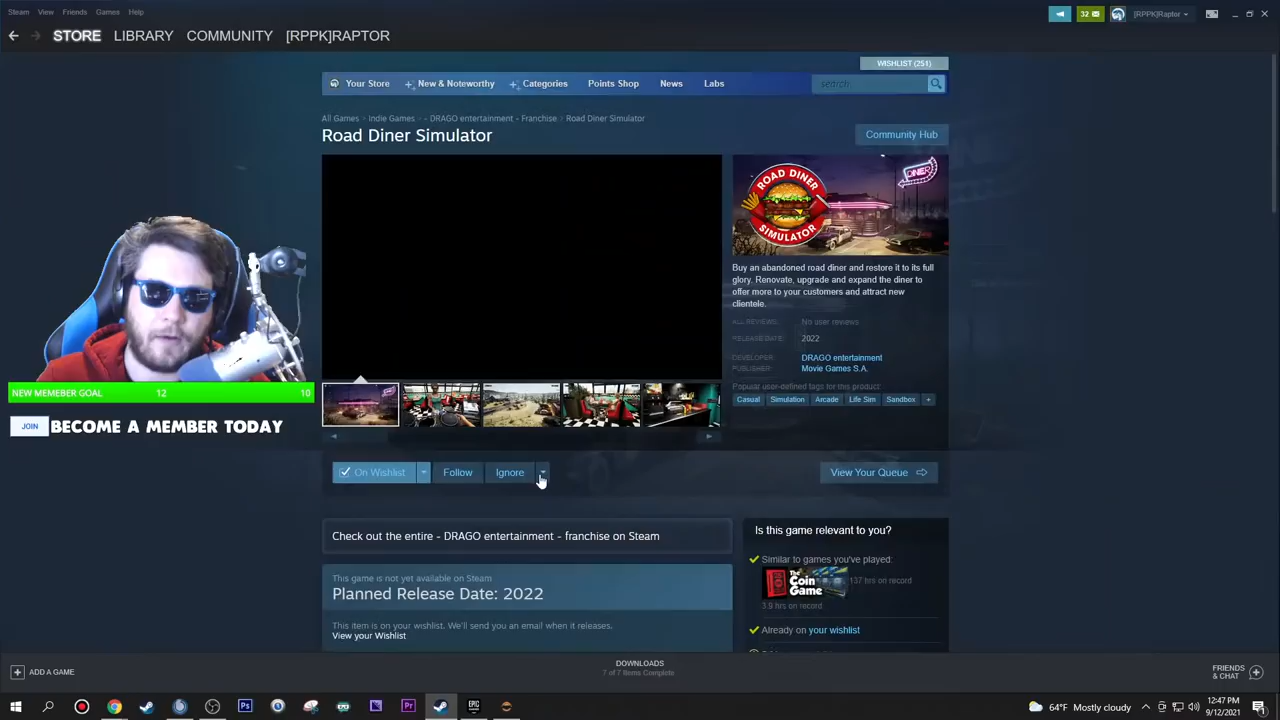 Steam View Friends Games Help
32 [RPPK]Raptor
STORE LIBRARY COMMUNITY [RPPK]RAPTOR
WISHLIST (251)
Your Store New & Noteworthy Categories Points Shop News Labs search
All Games > Indie Games > - DRAGO entertainment - Franchise > Road Diner Simulator
Road Diner Simulator
Community Hub
ROAD DINER SIMULATOR
DINER
Buy an abandoned road diner and restore it to its full
glory. Renovate, upgrade and expand the diner to
offer more to your customers and attract new
clientele.
ALL REVIEWS: No user reviews
RELEASE DATE: 2022
DEVELOPER: DRAGO entertainment
PUBLISHER: Movie Games S.A.
Popular user-defined tags for this product:
Casual Simulation Arcade Life Sim Sandbox +
NEW MEMEBER GOAL 12 10
JOIN BECOME A MEMBER TODAY
On Wishlist Follow Ignore View Your Queue
Check out the entire - DRAGO entertainment - franchise on Steam
This game is not yet available on Steam
Planned Release Date: 2022
This item is on your wishlist. We'll send you an email when it releases.
View your Wishlist
Is this game relevant to you?
Similar to games you've played:
The Coin Game
137 hrs on record
3.9 hrs on record
Already on your wishlist
ADD A GAME
DOWNLOADS
7 of 7 Items Complete
FRIENDS
& CHAT
64°F Mostly cloudy
12:47 PM
9/12/2021